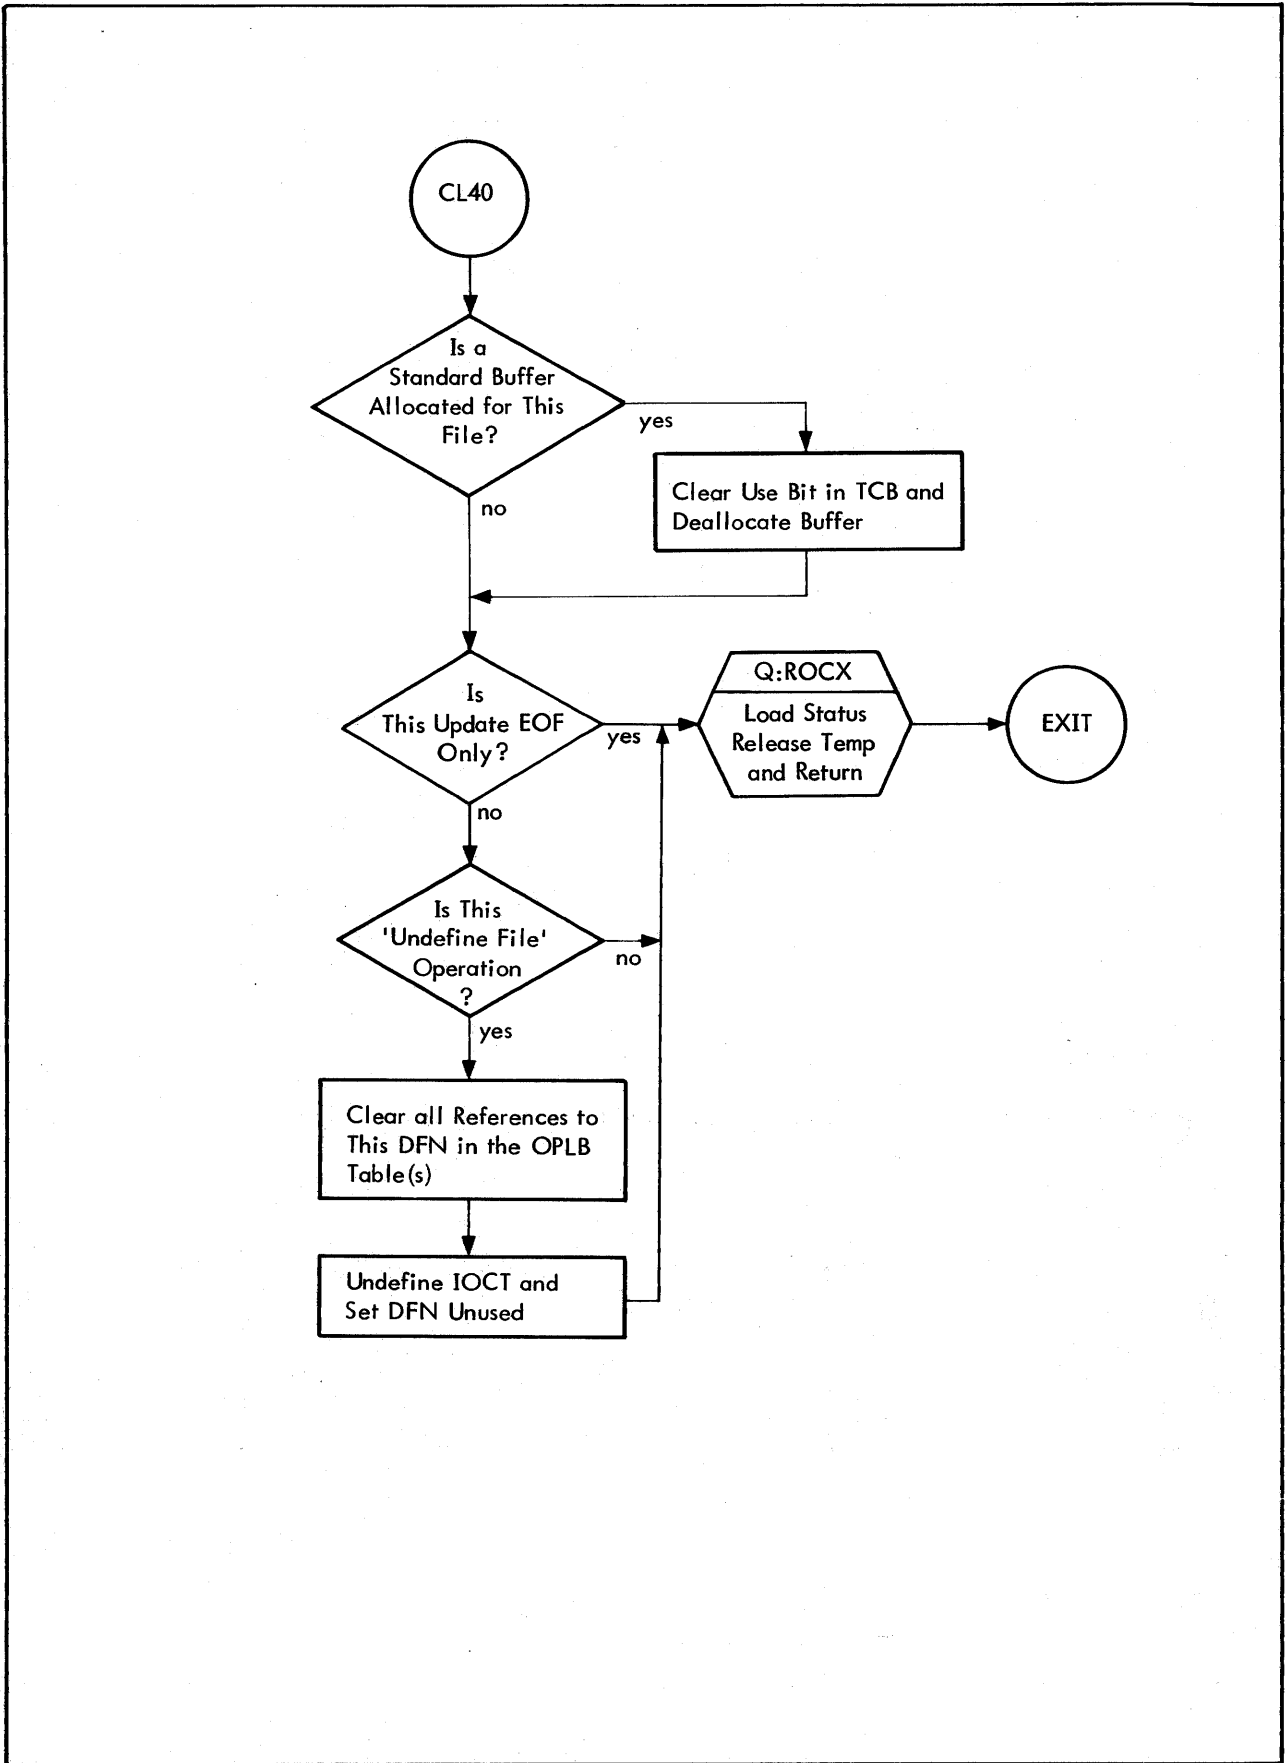 CL40
Is a
Standard Buffer
Allocated for This
File?
yes
Clear Use Bit in TCB and
Deallocate Buffer
no
Is
This Update EOF
Only?
yes
Q:ROCX
Load Status
Release Temp
and Return
EXIT
no
Is This
'Undefine File'
Operation
?
no
yes
Clear all References to
This DFN in the OPLB
Table(s)
Undefine IOCT and
Set DFN Unused